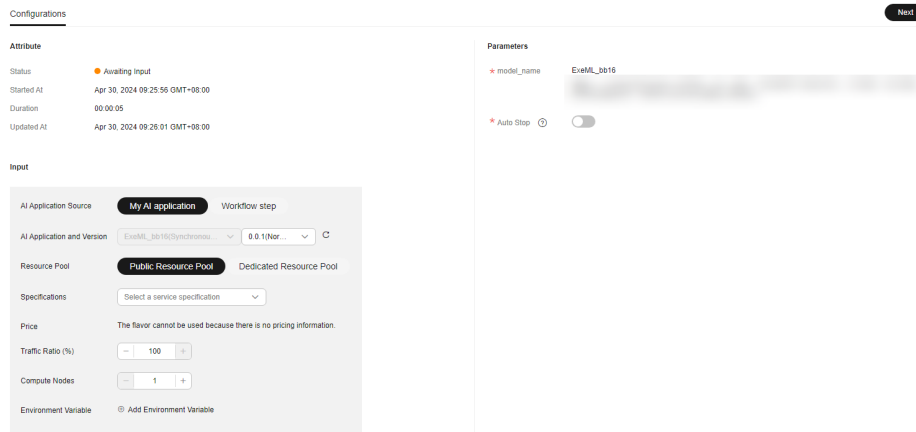 Configurations
Next
Attribute
Status Awaiting Input
Started At Apr 30, 2024 09:25:56 GMT+08:00
Duration 00:00:05
Updated At Apr 30, 2024 09:26:01 GMT+08:00
Input
AI Application Source My AI application Workflow step
AI Application and Version ExeML_bb16(Synchronou... 0.0.1(Nor...
Resource Pool Public Resource Pool Dedicated Resource Pool
Specifications Select a service specification
Price The flavor cannot be used because there is no pricing information.
Traffic Ratio (%) − 100 +
Compute Nodes − 1 +
Environment Variable Add Environment Variable
Parameters
* model_name ExeML_bb16
* Auto Stop ?